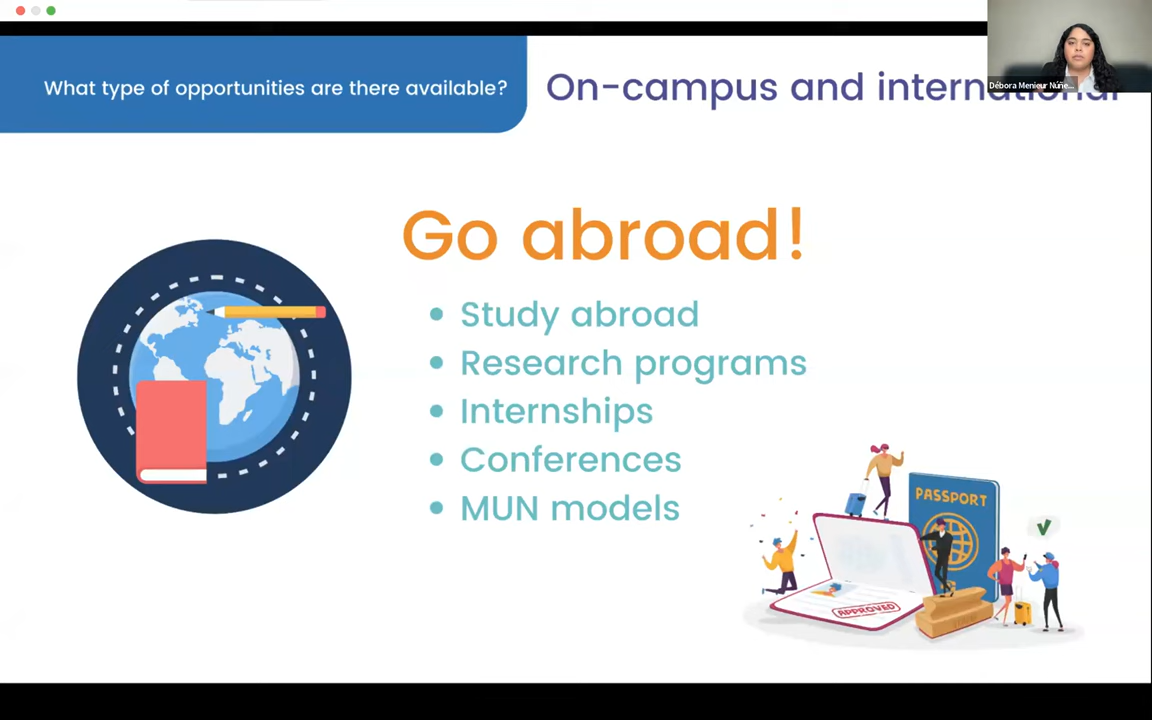 What type of opportunities are there available?
On-campus and international
Débora Menieur Núñe...
Go abroad!
• Study abroad
• Research programs
• Internships
• Conferences
• MUN models
PASSPORT
APPROVED